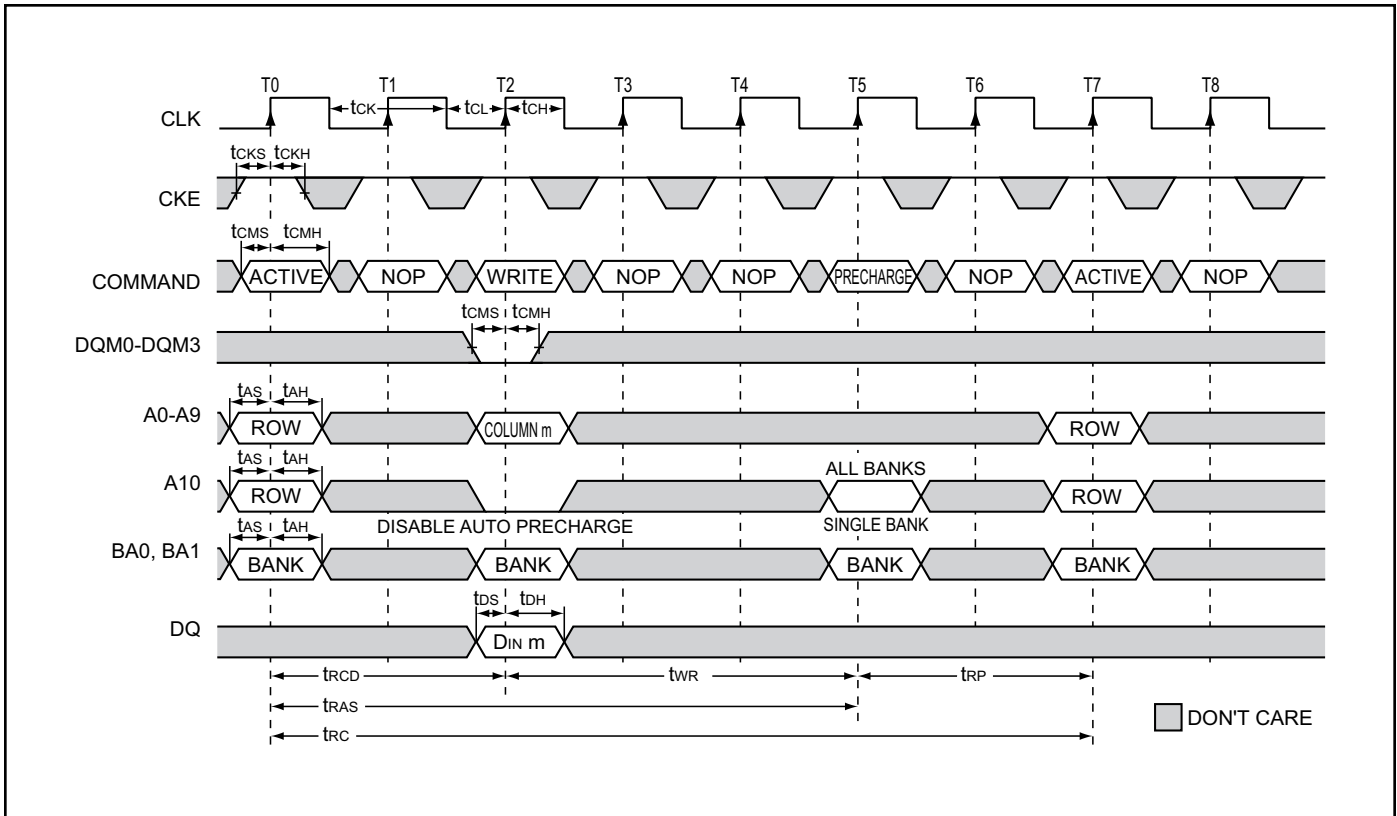 T0 T1 T2 T3 T4 T5 T6 T7 T8
tCK tCL tCH
CLK
tCKS tCKH
CKE
tCMS tCMH
COMMAND ACTIVE NOP WRITE NOP NOP PRECHARGE NOP ACTIVE NOP
tCMS tCMH
DQM0-DQM3
tAS tAH
A0-A9 ROW COLUMN m ROW
tAS tAH ALL BANKS
A10 ROW ROW
DISABLE AUTO PRECHARGE SINGLE BANK
tAS tAH
BA0, BA1 BANK BANK BANK BANK
tDS tDH
DQ DIN m
tRCD tWR tRP
tRAS
DON'T CARE
tRC